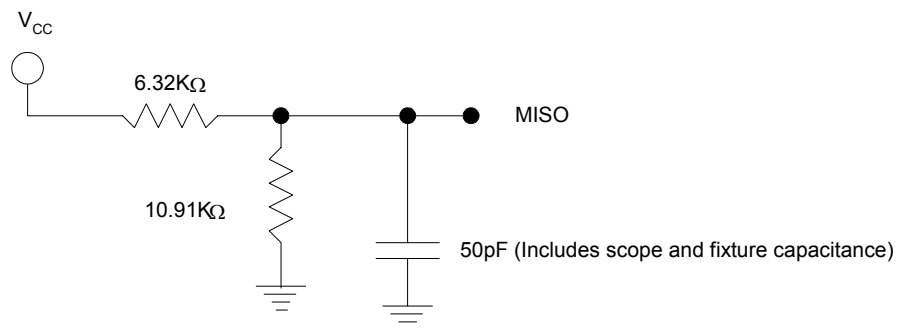 V_CC
6.32KΩ
MISO
10.91KΩ
50pF (Includes scope and fixture capacitance)